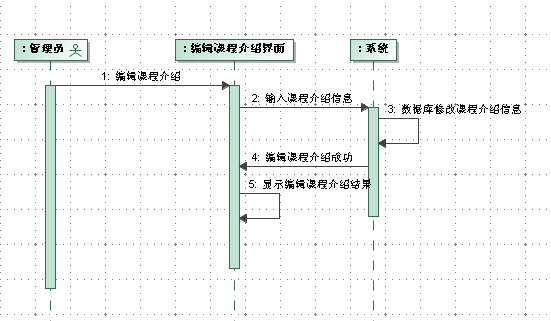 : 管理员
: 编辑课程介绍界面
: 系统
1: 编辑课程介绍
2: 输入课程介绍信息
3: 数据库修改课程介绍信息
4: 编辑课程介绍成功
5: 显示编辑课程介绍结果